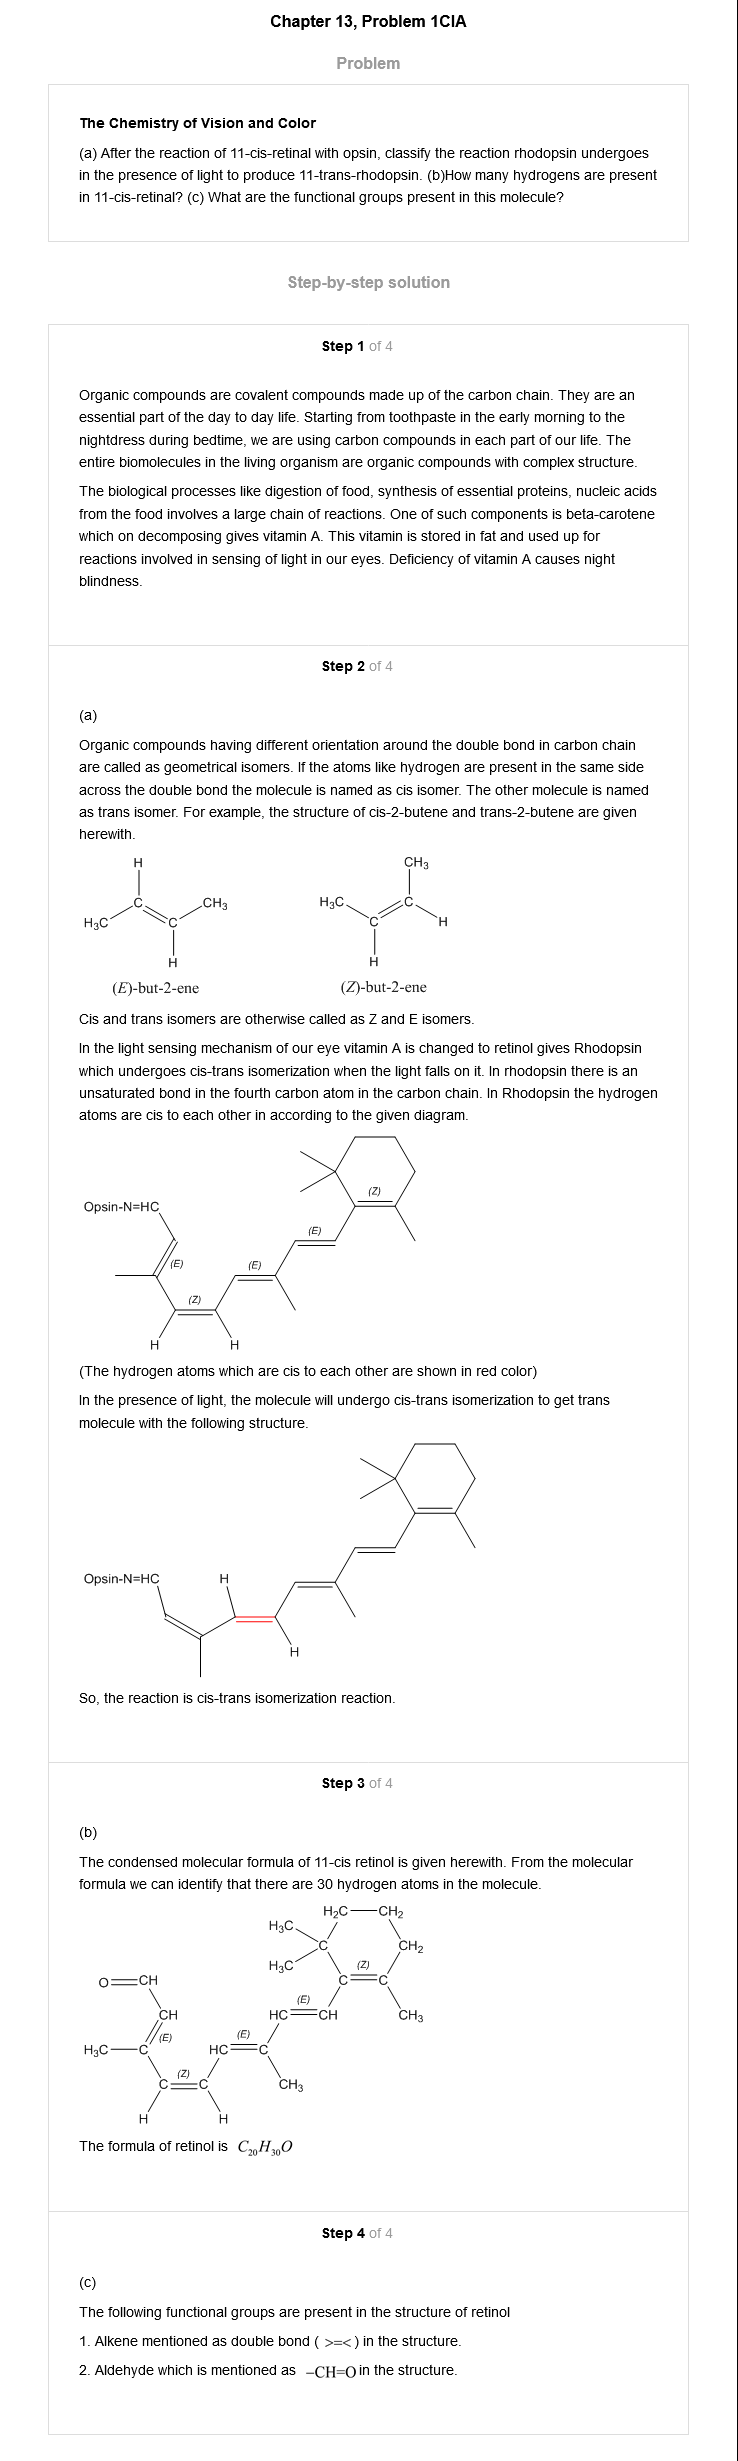 Chapter 13, Problem 1CIA
Problem
The Chemistry of Vision and Color
(a) After the reaction of 11-cis-retinal with opsin, classify the reaction rhodopsin undergoes
in the presence of light to produce 11-trans-rhodopsin. (b)How many hydrogens are present
in 11-cis-retinal? (c) What are the functional groups present in this molecule?
Step-by-step solution
Step 1 of 4
Organic compounds are covalent compounds made up of the carbon chain. They are an
essential part of the day to day life. Starting from toothpaste in the early morning to the
nightdress during bedtime, we are using carbon compounds in each part of our life. The
entire biomolecules in the living organism are organic compounds with complex structure.
The biological processes like digestion of food, synthesis of essential proteins, nucleic acids
from the food involves a large chain of reactions. One of such components is beta-carotene
which on decomposing gives vitamin A. This vitamin is stored in fat and used up for
reactions involved in sensing of light in our eyes. Deficiency of vitamin A causes night
blindness.
Step 2 of 4
(a)
Organic compounds having different orientation around the double bond in carbon chain
are called as geometrical isomers. If the atoms like hydrogen are present in the same side
across the double bond the molecule is named as cis isomer. The other molecule is named
as trans isomer. For example, the structure of cis-2-butene and trans-2-butene are given
herewith.
H CH₃
C CH₃ H₃C C
H₃C C C H
H H
(E)-but-2-ene (Z)-but-2-ene
Cis and trans isomers are otherwise called as Z and E isomers.
In the light sensing mechanism of our eye vitamin A is changed to retinol gives Rhodopsin
which undergoes cis-trans isomerization when the light falls on it. In rhodopsin there is an
unsaturated bond in the fourth carbon atom in the carbon chain. In Rhodopsin the hydrogen
atoms are cis to each other in according to the given diagram.
(Z)
Opsin-N=HC
(E)
(E) (E)
(Z)
H H
(The hydrogen atoms which are cis to each other are shown in red color)
In the presence of light, the molecule will undergo cis-trans isomerization to get trans
molecule with the following structure.
Opsin-N=HC H
H
So, the reaction is cis-trans isomerization reaction.
Step 3 of 4
(b)
The condensed molecular formula of 11-cis retinol is given herewith. From the molecular
formula we can identify that there are 30 hydrogen atoms in the molecule.
H₂C CH₂
H₃C
C CH₂
H₃C (Z)
O CH C C
(E)
CH HC CH CH₃
(E) (E)
H₃C C HC C
(Z)
C C CH₃
H H
The formula of retinol is C₂₀H₃₀O
Step 4 of 4
(c)
The following functional groups are present in the structure of retinol
1. Alkene mentioned as double bond ( >=< ) in the structure.
2. Aldehyde which is mentioned as –CH=O in the structure.